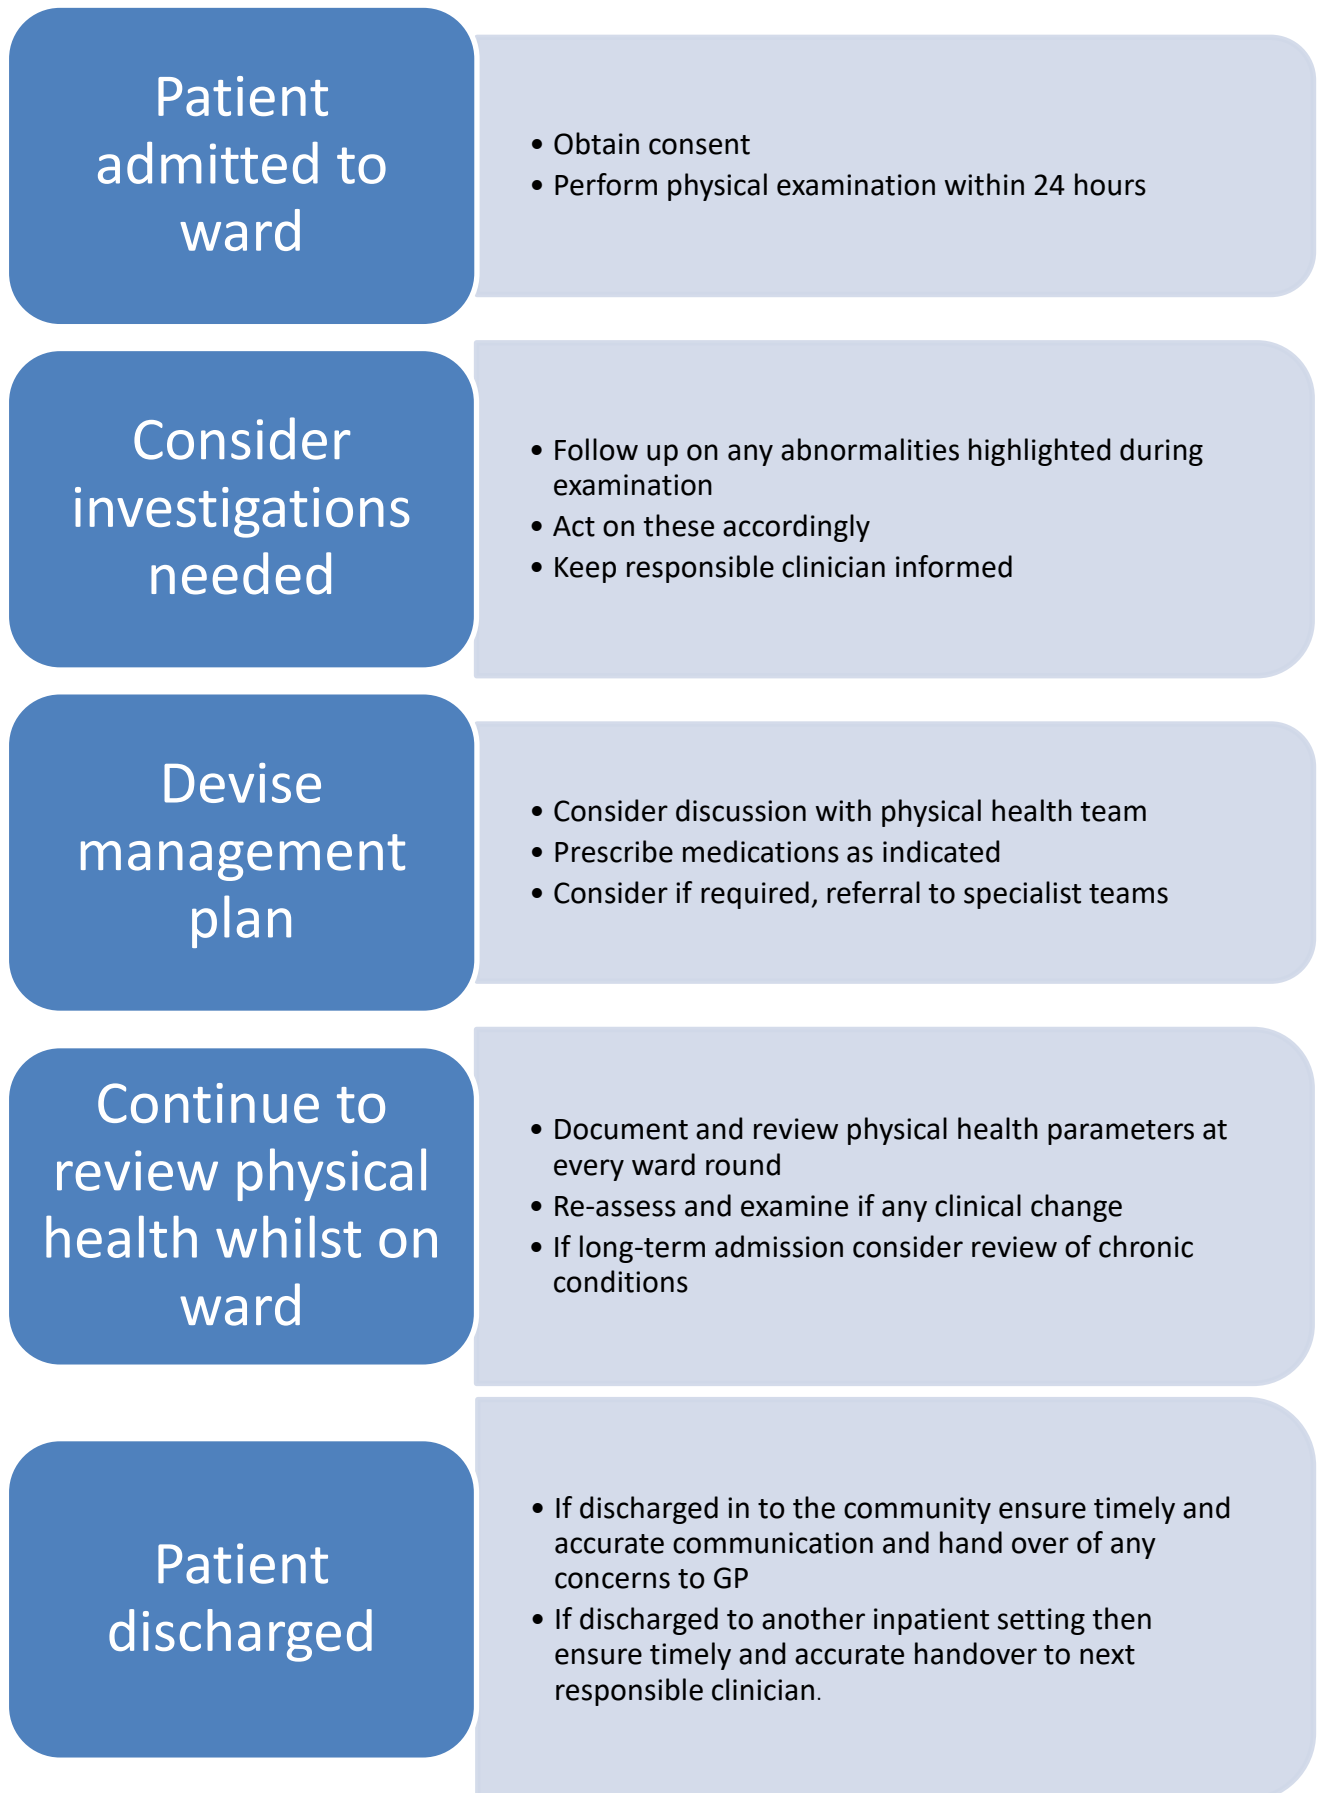 Patient
admitted to
ward
• Obtain consent
• Perform physical examination within 24 hours
Consider
investigations
needed
• Follow up on any abnormalities highlighted during
examination
• Act on these accordingly
• Keep responsible clinician informed
Devise
management
plan
• Consider discussion with physical health team
• Prescribe medications as indicated
• Consider if required, referral to specialist teams
Continue to
review physical
health whilst on
ward
• Document and review physical health parameters at
every ward round
• Re-assess and examine if any clinical change
• If long-term admission consider review of chronic
conditions
Patient
discharged
• If discharged in to the community ensure timely and
accurate communication and hand over of any
concerns to GP
• If discharged to another inpatient setting then
ensure timely and accurate handover to next
responsible clinician.